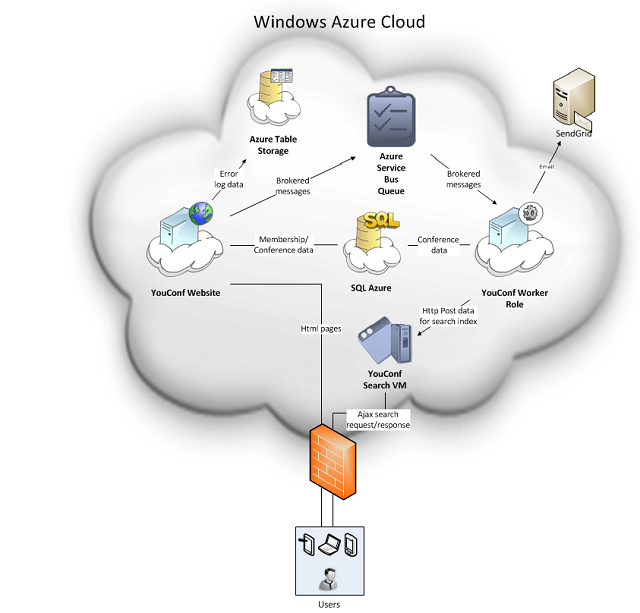 Windows Azure Cloud
SendGrid
Azure Table
Storage
Azure
Service
Bus
Queue
Email
Error
log data
Brokered
messages
Brokered
messages
SQL
Membership/
Conference data
Conference
data
YouConf Website
SQL Azure
YouConf Worker
Role
Http Post data
for search index
Html pages
YouConf
Search VM
Ajax search
request/response
Users